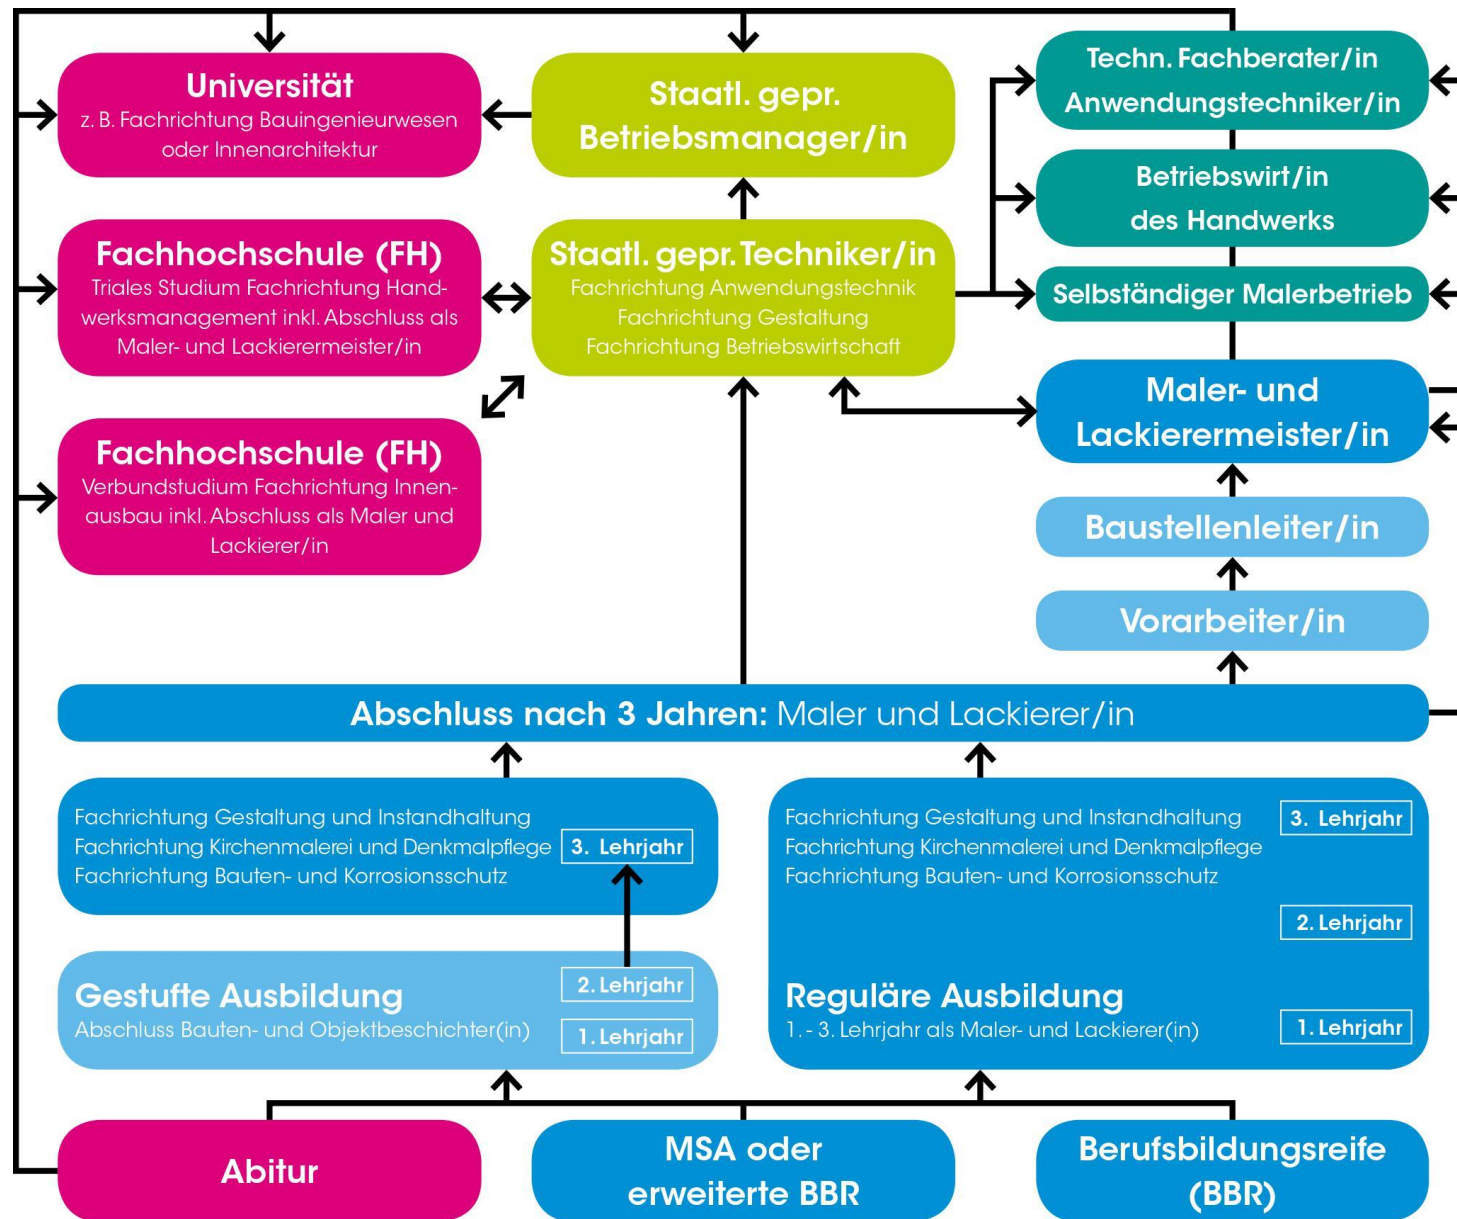 Universität
z. B. Fachrichtung Bauingenieurwesen
oder Innenarchitektur
Staatl. gepr.
Betriebsmanager/in
Techn. Fachberater/in
Anwendungstechniker/in
Betriebswirt/in
des Handwerks
Fachhochschule (FH)
Triales Studium Fachrichtung Hand-
werksmanagement inkl. Abschluss als
Maler- und Lackierermeister/in
Staatl. gepr. Techniker/in
Fachrichtung Anwendungstechnik
Fachrichtung Gestaltung
Fachrichtung Betriebswirtschaft
Selbständiger Malerbetrieb
Maler- und
Lackierermeister/in
Fachhochschule (FH)
Verbundstudium Fachrichtung Innen-
ausbau inkl. Abschluss als Maler und
Lackierer/in
Baustellenleiter/in
Vorarbeiter/in
Abschluss nach 3 Jahren: Maler und Lackierer/in
Fachrichtung Gestaltung und Instandhaltung
Fachrichtung Kirchenmalerei und Denkmalpflege
Fachrichtung Bauten- und Korrosionsschutz
3. Lehrjahr
Gestufte Ausbildung
Abschluss Bauten- und Objektbeschichter(in)
2. Lehrjahr
1. Lehrjahr
Fachrichtung Gestaltung und Instandhaltung
Fachrichtung Kirchenmalerei und Denkmalpflege
Fachrichtung Bauten- und Korrosionsschutz
3. Lehrjahr
2. Lehrjahr
Reguläre Ausbildung
1. - 3. Lehrjahr als Maler- und Lackierer(in)
1. Lehrjahr
Abitur
MSA oder
erweiterte BBR
Berufsbildungsreife
(BBR)